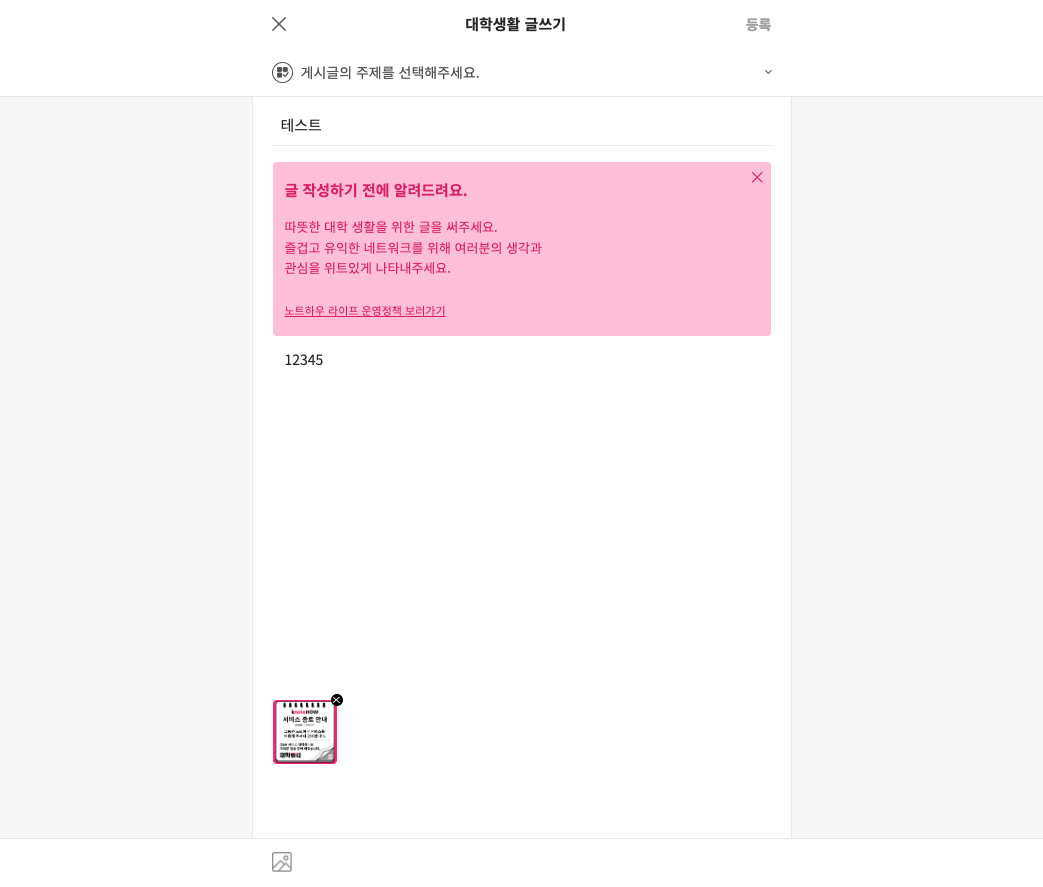 대학생활 글쓰기
등록
게시글의 주제를 선택해주세요.
테스트
글 작성하기 전에 알려드려요.
따뜻한 대학 생활을 위한 글을 써주세요.
즐겁고 유익한 네트워크를 위해 여러분의 생각과
관심을 위트있게 나타내주세요.
노트하우 라이프 운영정책 보러가기
12345
서비스 종료 안내